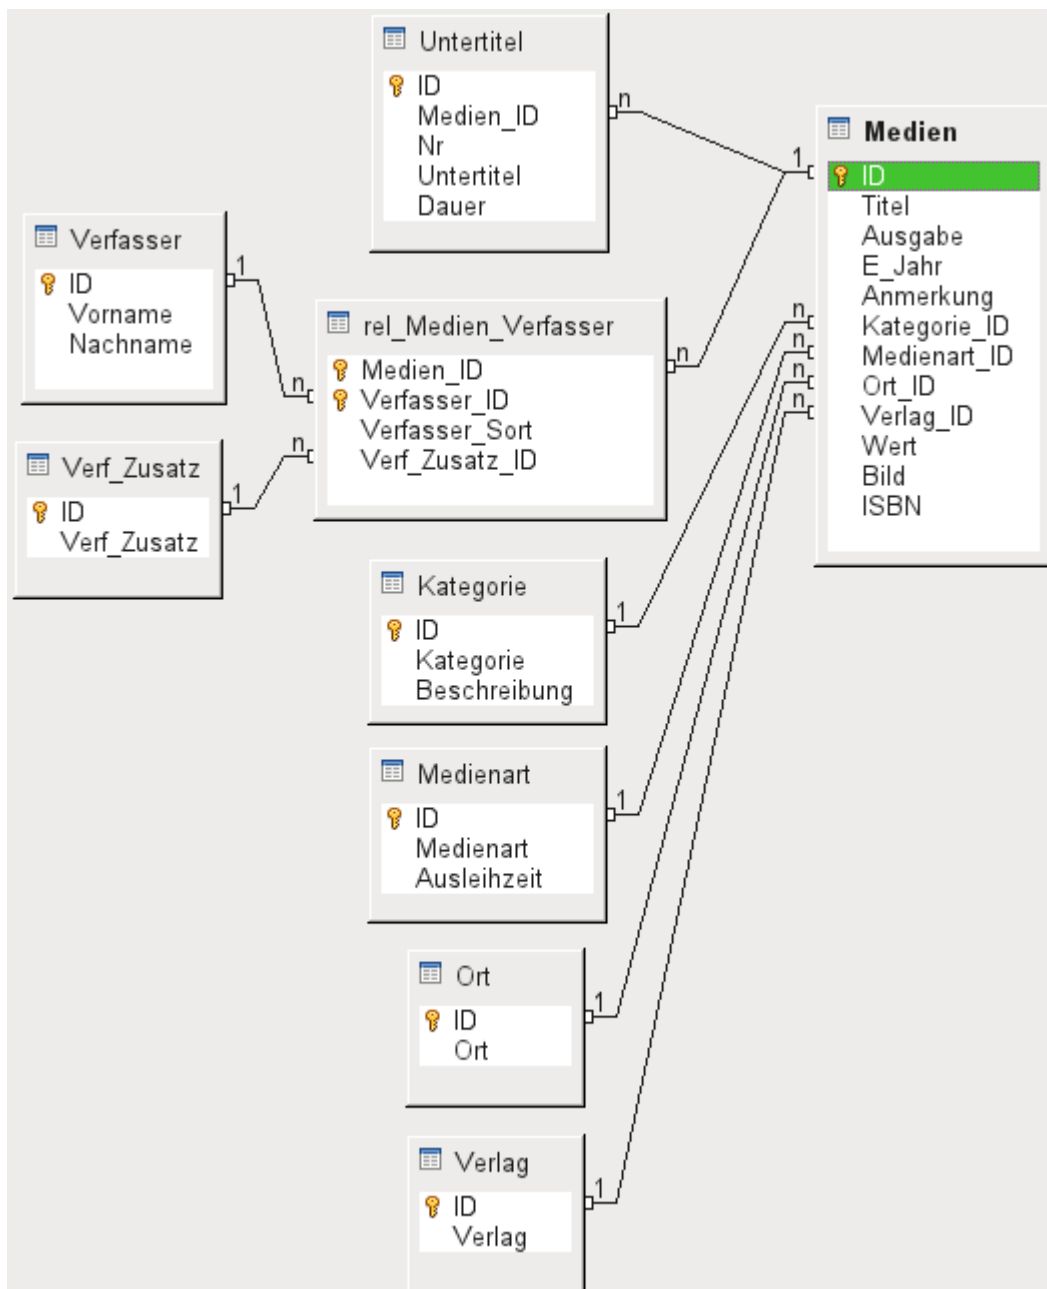 Untertitel
ID
Medien_ID
Nr
Untertitel
Dauer
n
Medien
1
ID
Titel
Ausgabe
E_Jahr
Anmerkung
Kategorie_ID
Medienart_ID
Ort_ID
Verlag_ID
Wert
Bild
ISBN
n
n
n
n
Verfasser
ID
Vorname
Nachname
1
rel_Medien_Verfasser
Medien_ID
Verfasser_ID
Verfasser_Sort
Verf_Zusatz_ID
n
n
n
Verf_Zusatz
ID
Verf_Zusatz
1
Kategorie
ID
Kategorie
Beschreibung
1
Medienart
ID
Medienart
Ausleihzeit
1
Ort
ID
Ort
1
Verlag
ID
Verlag
1